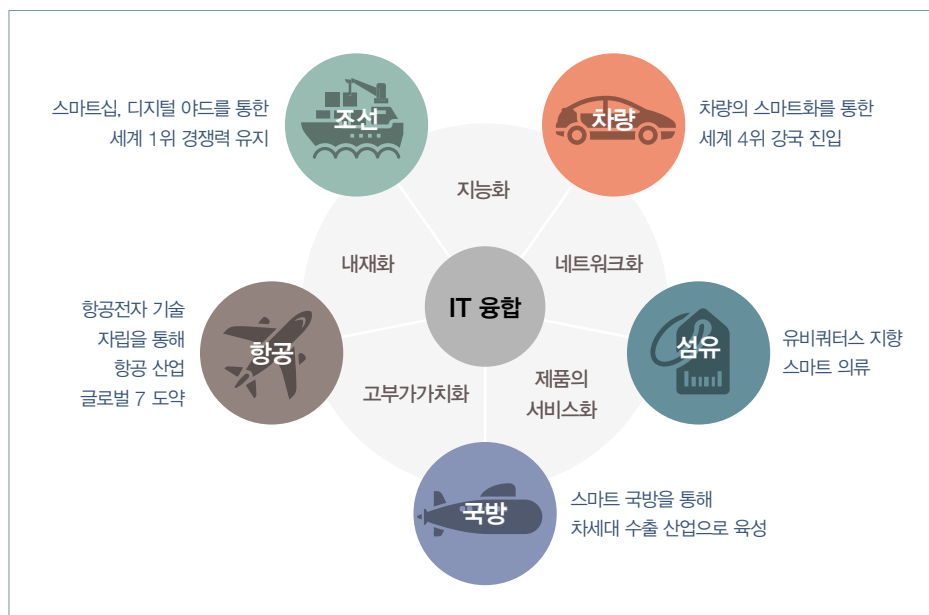 스마트십, 디지털 야드를 통한
세계 1위 경쟁력 유지
조선
차량
차량의 스마트화를 통한
세계 4위 강국 진입
지능화
내재화
네트워크화
IT 융합
항공전자 기술
자립을 통해
항공 산업
글로벌 7 도약
항공
섬유
유비쿼터스 지향
스마트 의류
고부가가치화
제품의
서비스화
국방
스마트 국방을 통해
차세대 수출 산업으로 육성